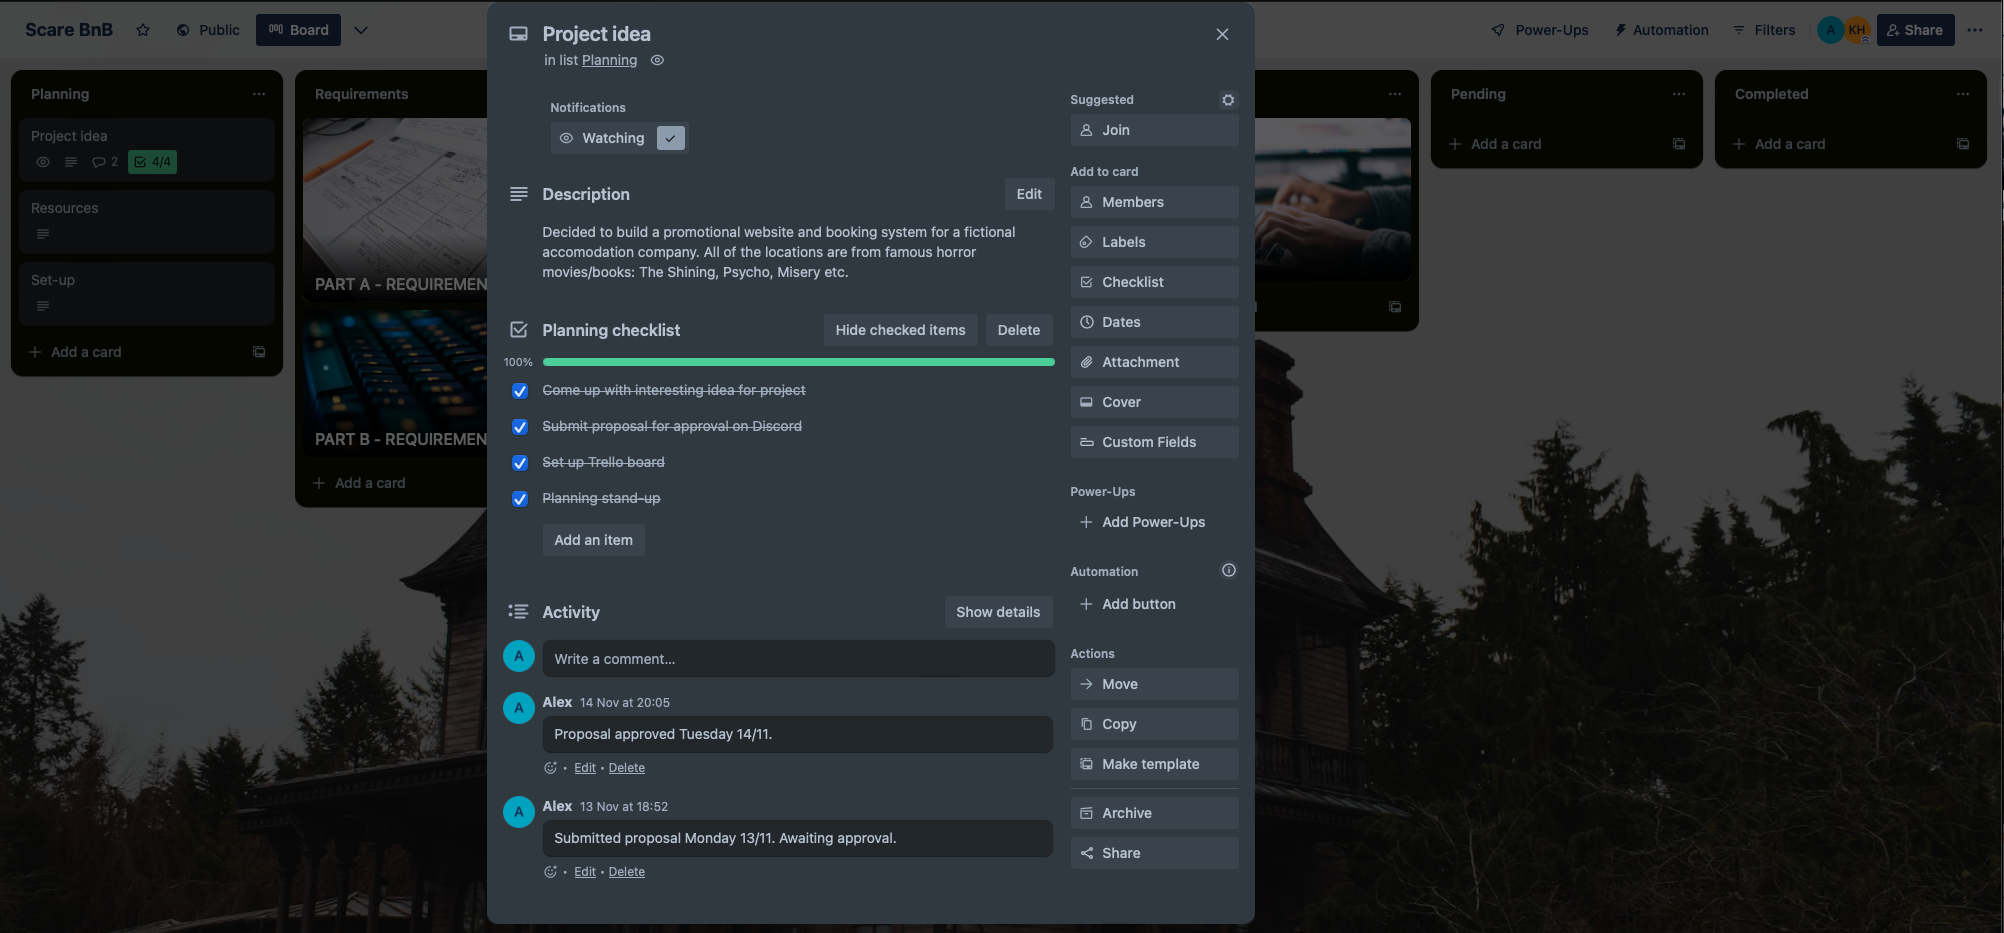 Scare BnB
Public
Board
Power-Ups
Automation
Filters
A
KH
Share
Planning
Project idea
2
4/4
Resources
Set-up
Add a card
Requirements
PART A - REQUIREMEN
PART B - REQUIREMEN
Add a card
Project idea
in list Planning
Notifications
Watching
Description
Edit
Decided to build a promotional website and booking system for a fictional
accomodation company. All of the locations are from famous horror
movies/books: The Shining, Psycho, Misery etc.
Planning checklist
Hide checked items
Delete
100%
Come up with interesting idea for project
Submit proposal for approval on Discord
Set up Trello board
Planning stand-up
Add an item
Activity
Show details
A
Write a comment...
A
Alex 14 Nov at 20:05
Proposal approved Tuesday 14/11.
• Edit • Delete
A
Alex 13 Nov at 18:52
Submitted proposal Monday 13/11. Awaiting approval.
• Edit • Delete
Suggested
Join
Add to card
Members
Labels
Checklist
Dates
Attachment
Cover
Custom Fields
Power-Ups
Add Power-Ups
Automation
Add button
Actions
Move
Copy
Make template
Archive
Share
Pending
Add a card
Completed
Add a card